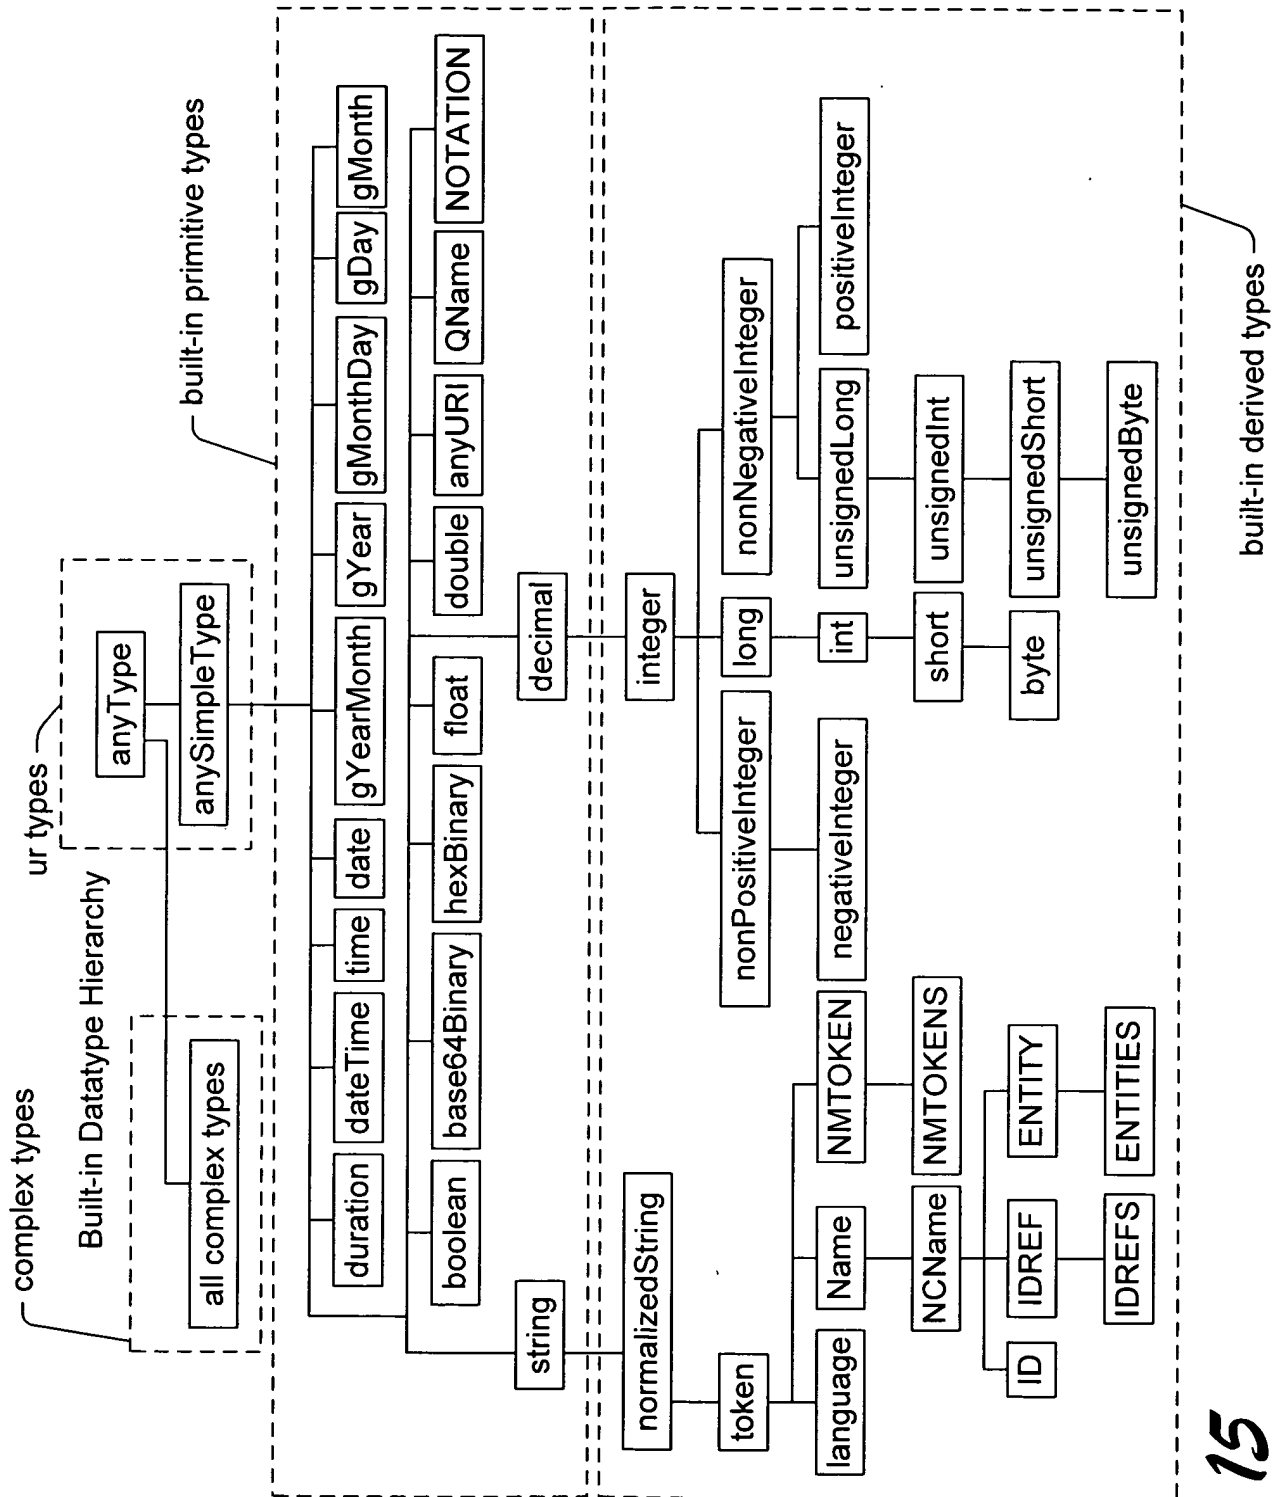 complex types
ur types
Built-in Datatype Hierarchy
anyType
all complex types
anySimpleType
built-in primitive types
duration
dateTime
time
date
gYearMonth
gYear
gMonthDay
gDay
gMonth
boolean
base64Binary
hexBinary
float
double
anyURI
QName
NOTATION
string
decimal
normalizedString
integer
token
nonPositiveInteger
long
nonNegativeInteger
language
Name
NMTOKEN
negativeInteger
int
unsignedLong
positiveInteger
NCName
NMTOKENS
short
unsignedInt
ID
IDREF
ENTITY
byte
unsignedShort
IDREFS
ENTITIES
unsignedByte
built-in derived types
15